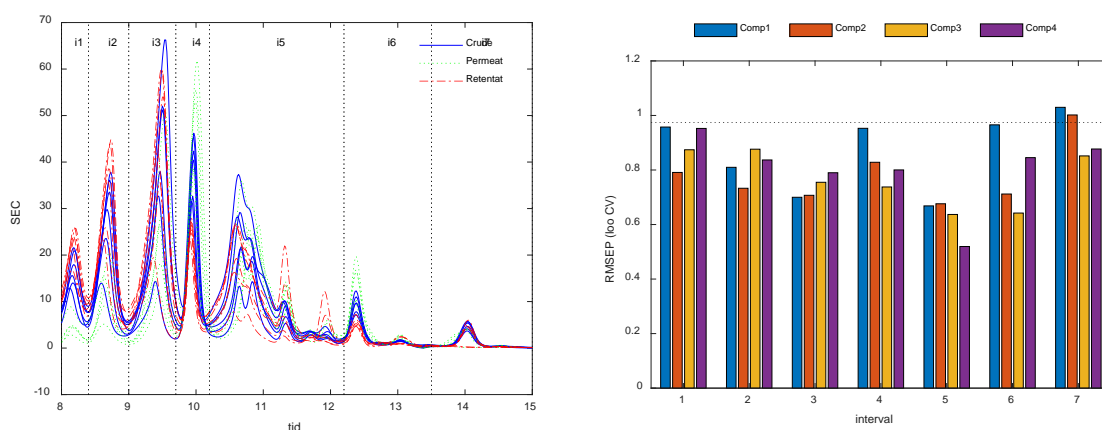 70
60
50
40
30
20
10
0
-10
SEC
i1 i2 i3 i4 i5 i6 i7
Crude
Permeat
Retentat
8 9 10 11 12 13 14 15
tid
Comp1 Comp2 Comp3 Comp4
1.2
1
0.8
0.6
0.4
0.2
0
RMSEP (loo CV)
1 2 3 4 5 6 7
interval